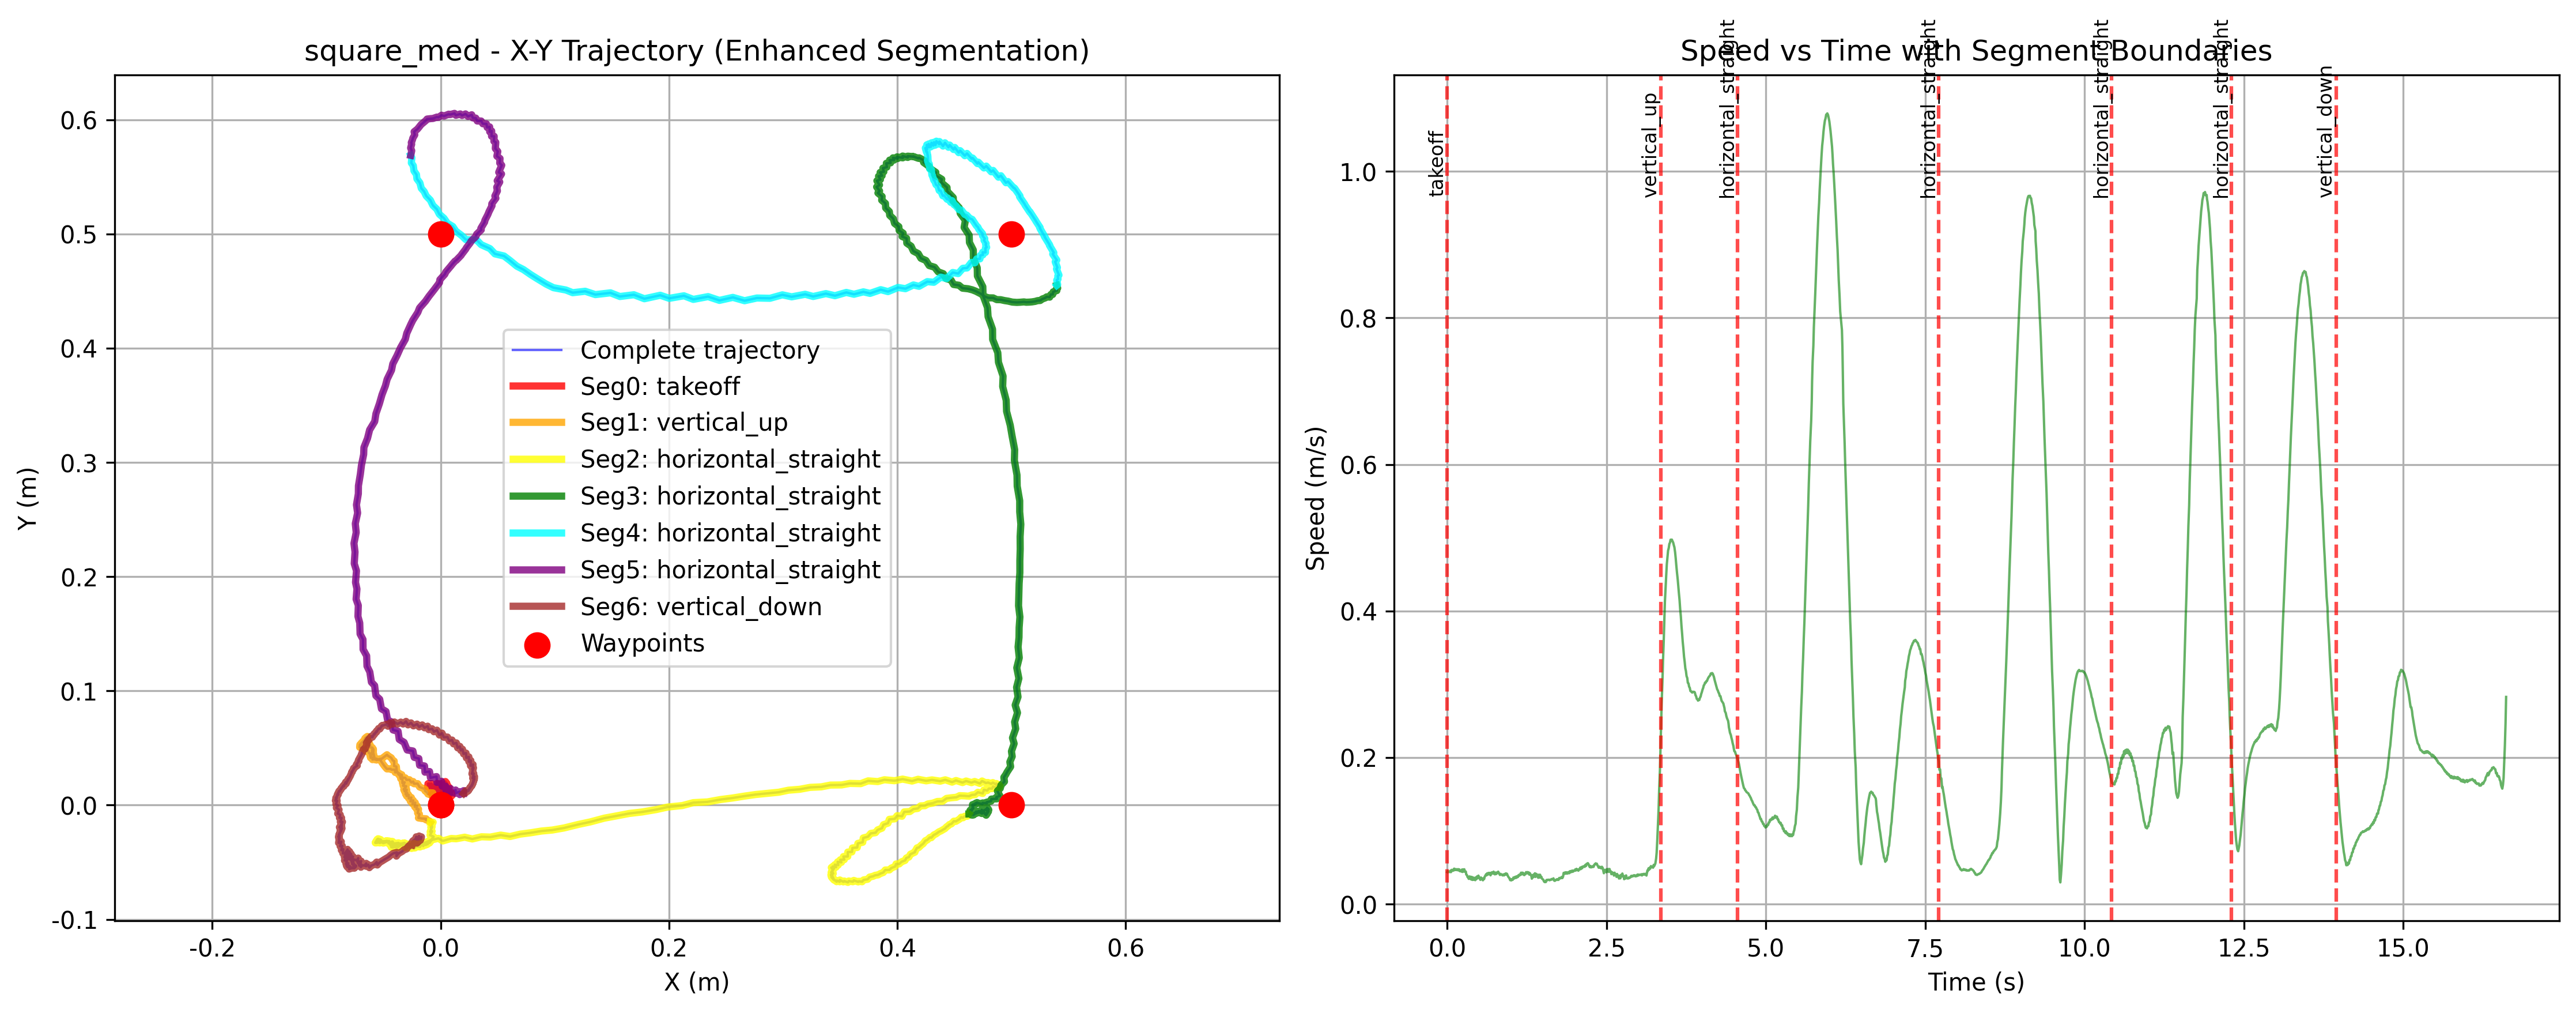 square_med - X-Y Trajectory (Enhanced Segmentation)
Y (m)
0.6
0.5
0.4
0.3
0.2
0.1
0.0
-0.1
-0.2
0.0
0.2
0.4
0.6
X (m)
Complete trajectory
Seg0: takeoff
Seg1: vertical_up
Seg2: horizontal_straight
Seg3: horizontal_straight
Seg4: horizontal_straight
Seg5: horizontal_straight
Seg6: vertical_down
Waypoints
Speed vs Time with Segment Boundaries
Speed (m/s)
1.0
0.8
0.6
0.4
0.2
0.0
takeoff
vertical_up
horizontal_straight
horizontal_straight
horizontal_straight
horizontal_straight
vertical_down
0.0
2.5
5.0
7.5
10.0
12.5
15.0
Time (s)